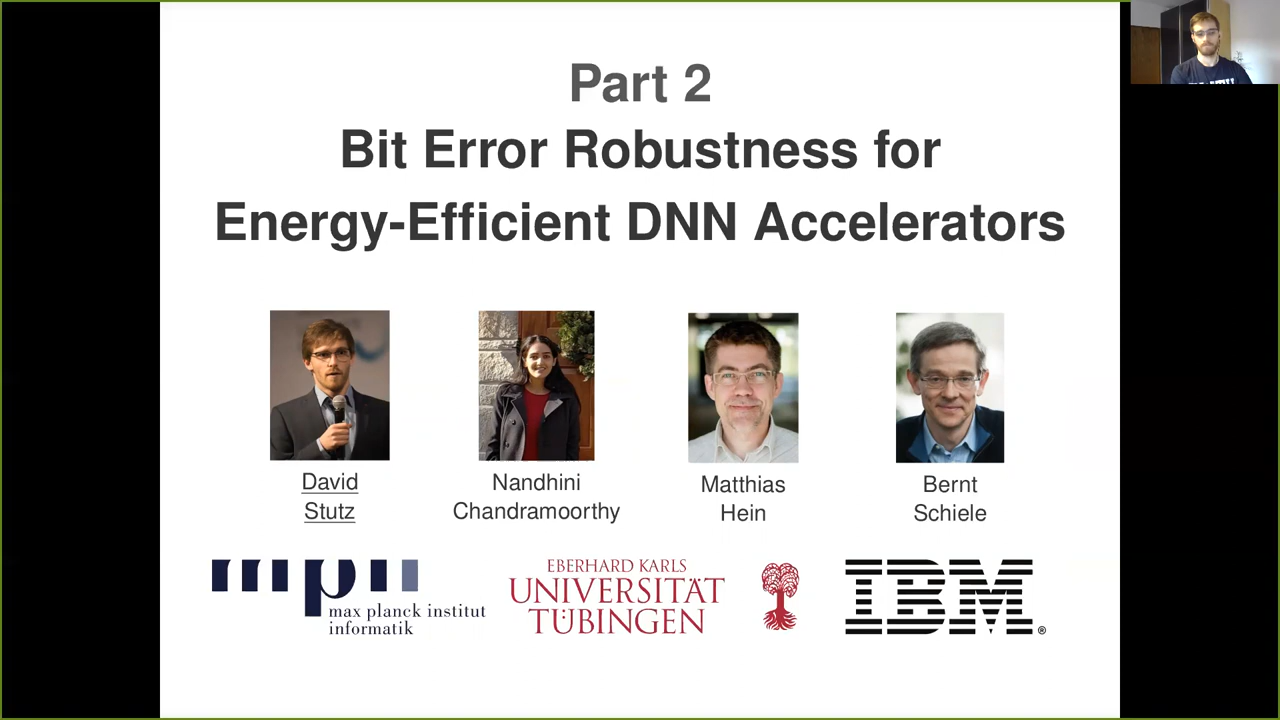 Part 2
Bit Error Robustness for
Energy-Efficient DNN Accelerators
David
Stutz
Nandhini
Chandramoorthy
Matthias
Hein
Bernt
Schiele
max planck institut
informatik
EBERHARD KARLS
UNIVERSITÄT
TÜBINGEN
IBM®